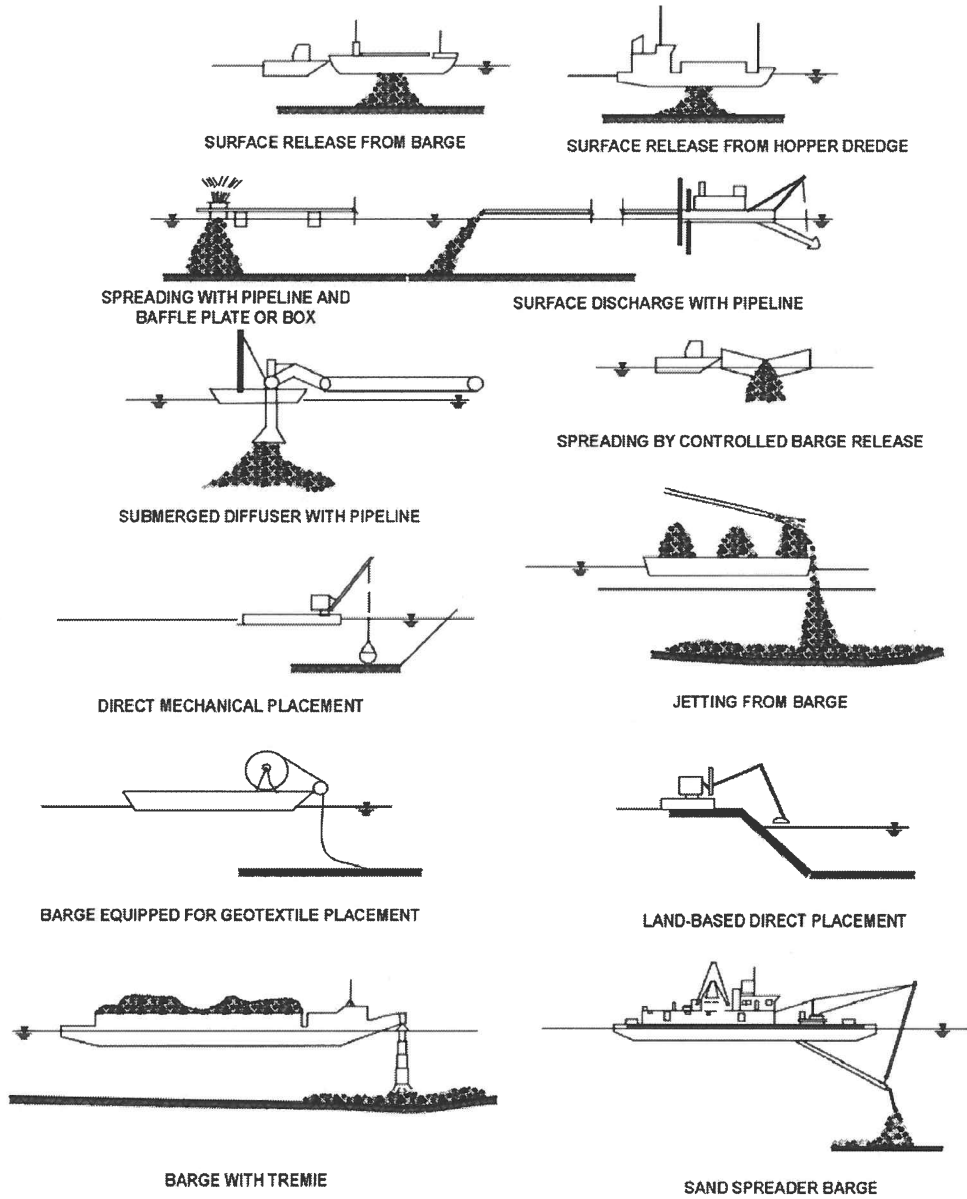 SURFACE RELEASE FROM BARGE
SURFACE RELEASE FROM HOPPER DREDGE
SPREADING WITH PIPELINE AND
BAFFLE PLATE OR BOX
SURFACE DISCHARGE WITH PIPELINE
SPREADING BY CONTROLLED BARGE RELEASE
SUBMERGED DIFFUSER WITH PIPELINE
DIRECT MECHANICAL PLACEMENT
JETTING FROM BARGE
BARGE EQUIPPED FOR GEOTEXTILE PLACEMENT
LAND-BASED DIRECT PLACEMENT
BARGE WITH TREMIE
SAND SPREADER BARGE